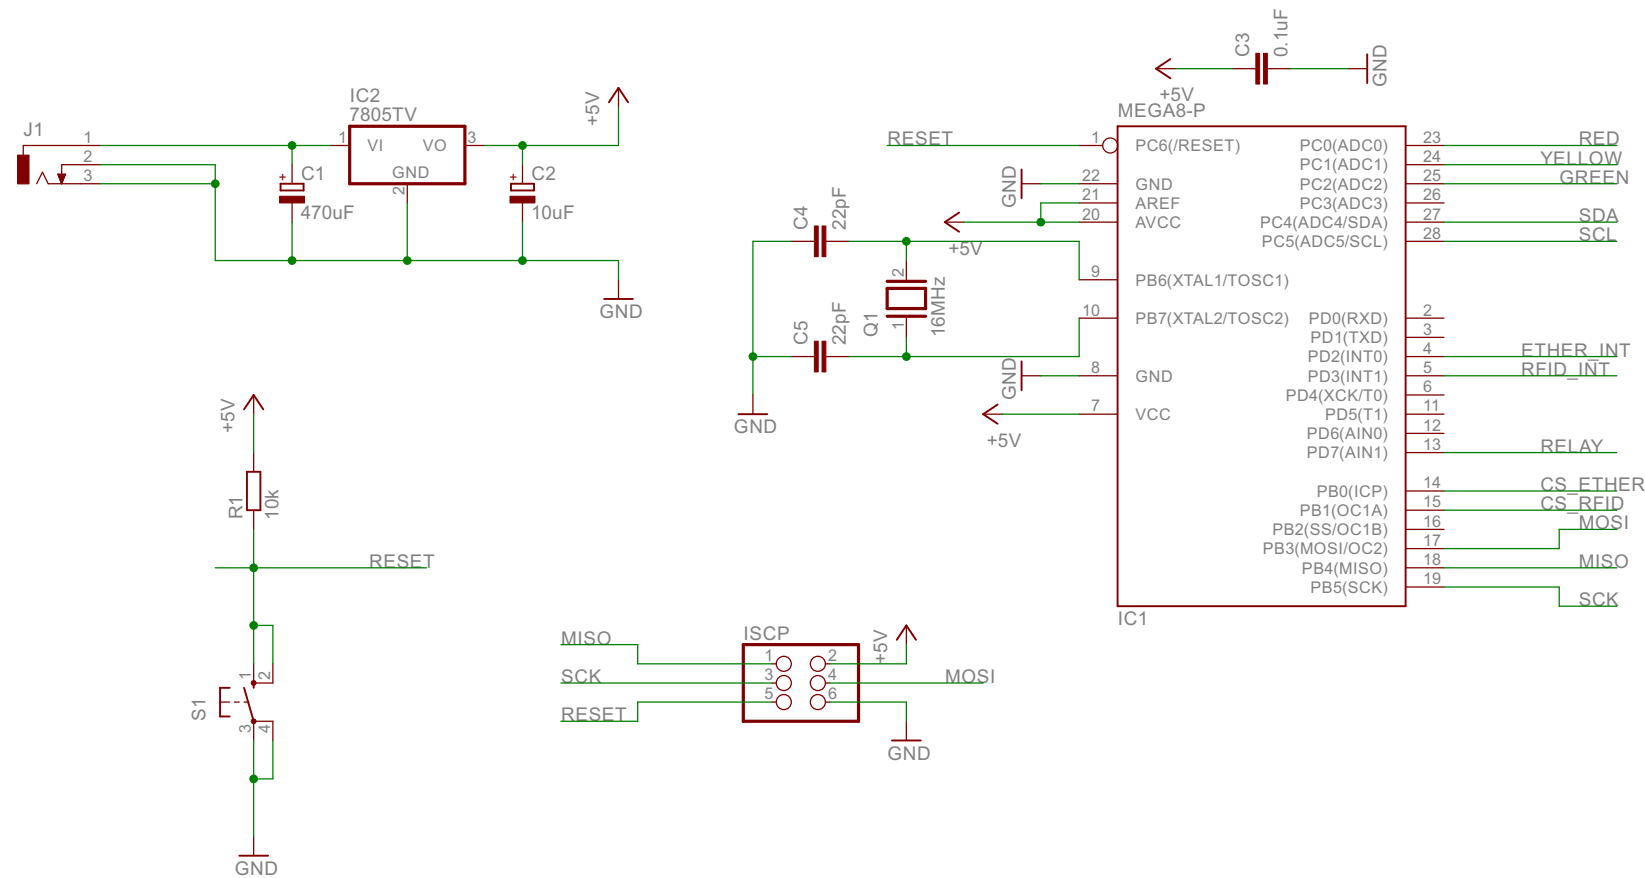 IC2
7805TV
J1
1
2
3
1
VI
VO
3
GND
2
+
C1
470uF
+
C2
10uF
+5V
GND
C3
0.1uF
+5V
GND
MEGA8-P
RESET
1
PC6(/RESET)
GND
22
GND
21
AREF
20
AVCC
+5V
9
PB6(XTAL1/TOSC1)
10
PB7(XTAL2/TOSC2)
GND
8
GND
7
VCC
+5V
C4
22pF
C5
22pF
2
1
Q1
16MHz
GND
PC0(ADC0)
23
RED
PC1(ADC1)
24
YELLOW
PC2(ADC2)
25
GREEN
PC3(ADC3)
26
PC4(ADC4/SDA)
27
SDA
PC5(ADC5/SCL)
28
SCL
PD0(RXD)
2
PD1(TXD)
3
PD2(INT0)
4
ETHER_INT
PD3(INT1)
5
RFID_INT
PD4(XCK/T0)
6
PD5(T1)
11
PD6(AIN0)
12
PD7(AIN1)
13
RELAY
PB0(ICP)
14
CS_ETHER
PB1(OC1A)
15
CS_RFID
PB2(SS/OC1B)
16
PB3(MOSI/OC2)
17
MOSI
PB4(MISO)
18
MISO
PB5(SCK)
19
SCK
IC1
+5V
R1
10k
RESET
S1
1
2
3
4
GND
ISCP
MISO
1
2
+5V
SCK
3
4
MOSI
RESET
5
6
GND